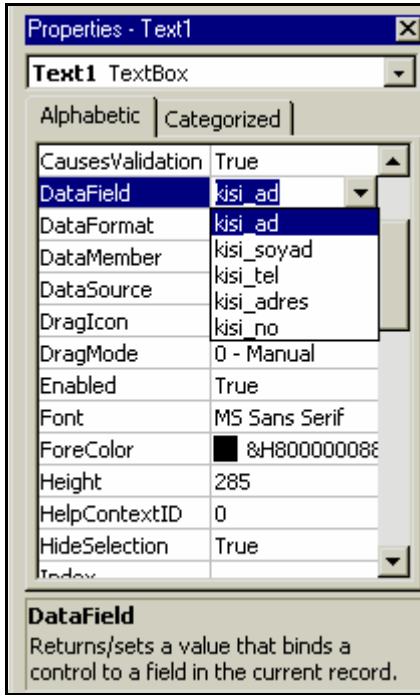 Properties - Text1
Text1 TextBox
Alphabetic Categorized
CausesValidation True
DataField kisi_ad
DataFormat kisi_ad
DataMember kisi_soyad
DataSource kisi_tel
DragIcon kisi_adres
kisi_no
DragMode 0 - Manual
Enabled True
Font MS Sans Serif
ForeColor &H80000008&
Height 285
HelpContextID 0
HideSelection True
Index
DataField
Returns/sets a value that binds a
control to a field in the current record.